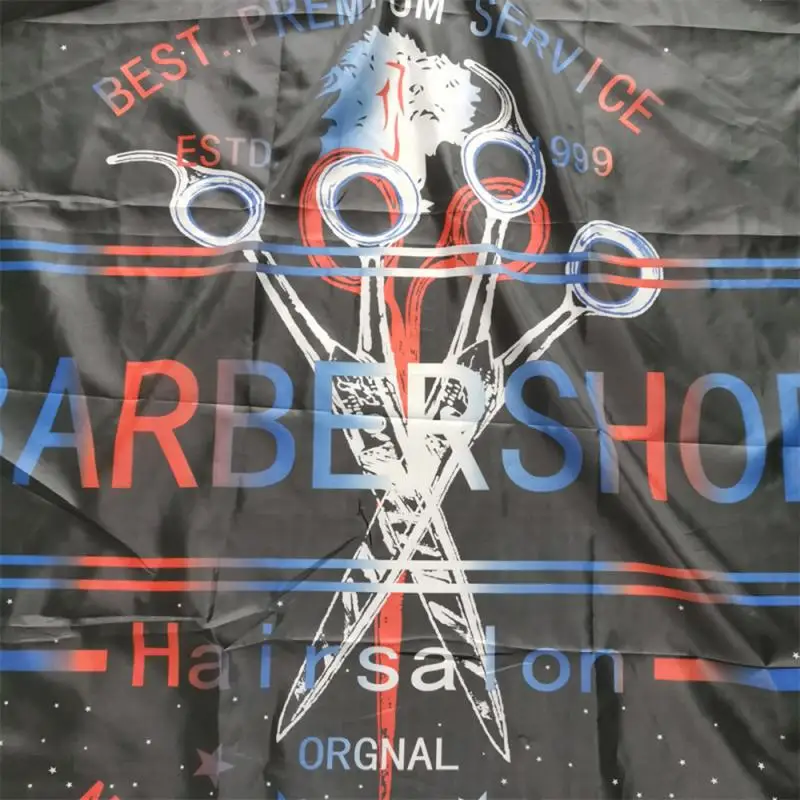 BEST..PREMIUM SERVICE
ESTD. 1999
BARBERSHOP
Hairsalon
ORGNAL